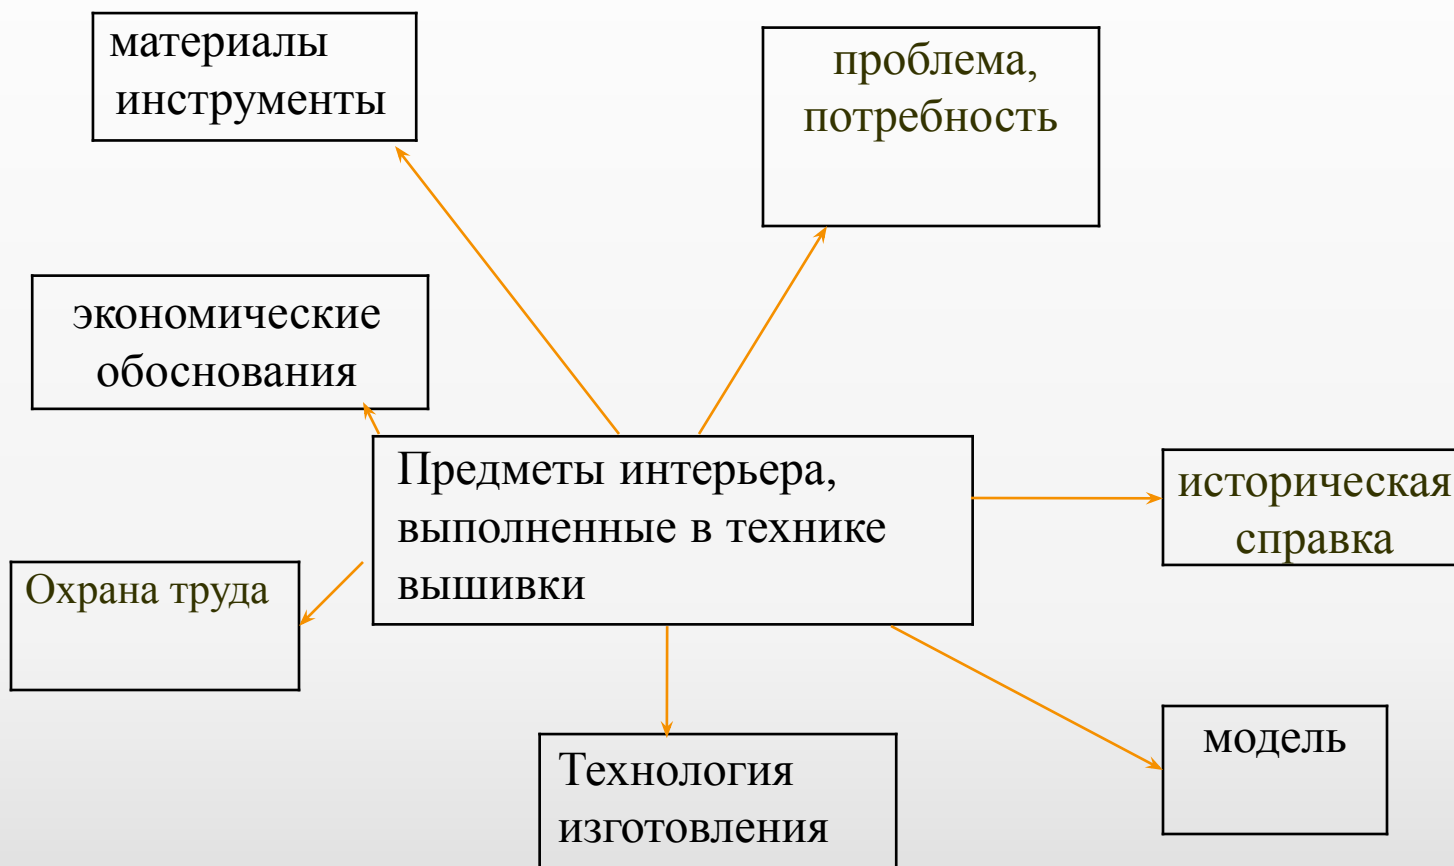 материалы
инструменты
проблема,
потребность
экономические
обоснования
Предметы интерьера,
выполненные в технике
вышивки
историческая
справка
Охрана труда
модель
Технология
изготовления